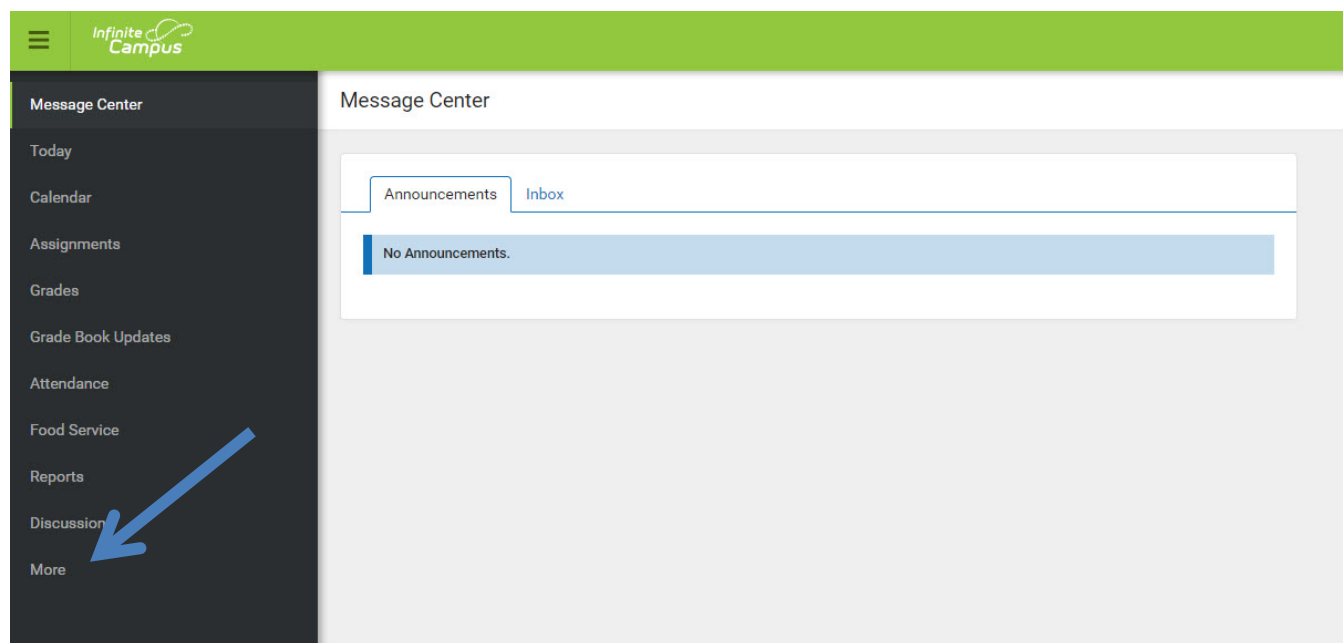 Infinite
Campus
Message Center
Today
Calendar
Assignments
Grades
Grade Book Updates
Attendance
Food Service
Reports
Discussion
More
Message Center
Announcements Inbox
No Announcements.